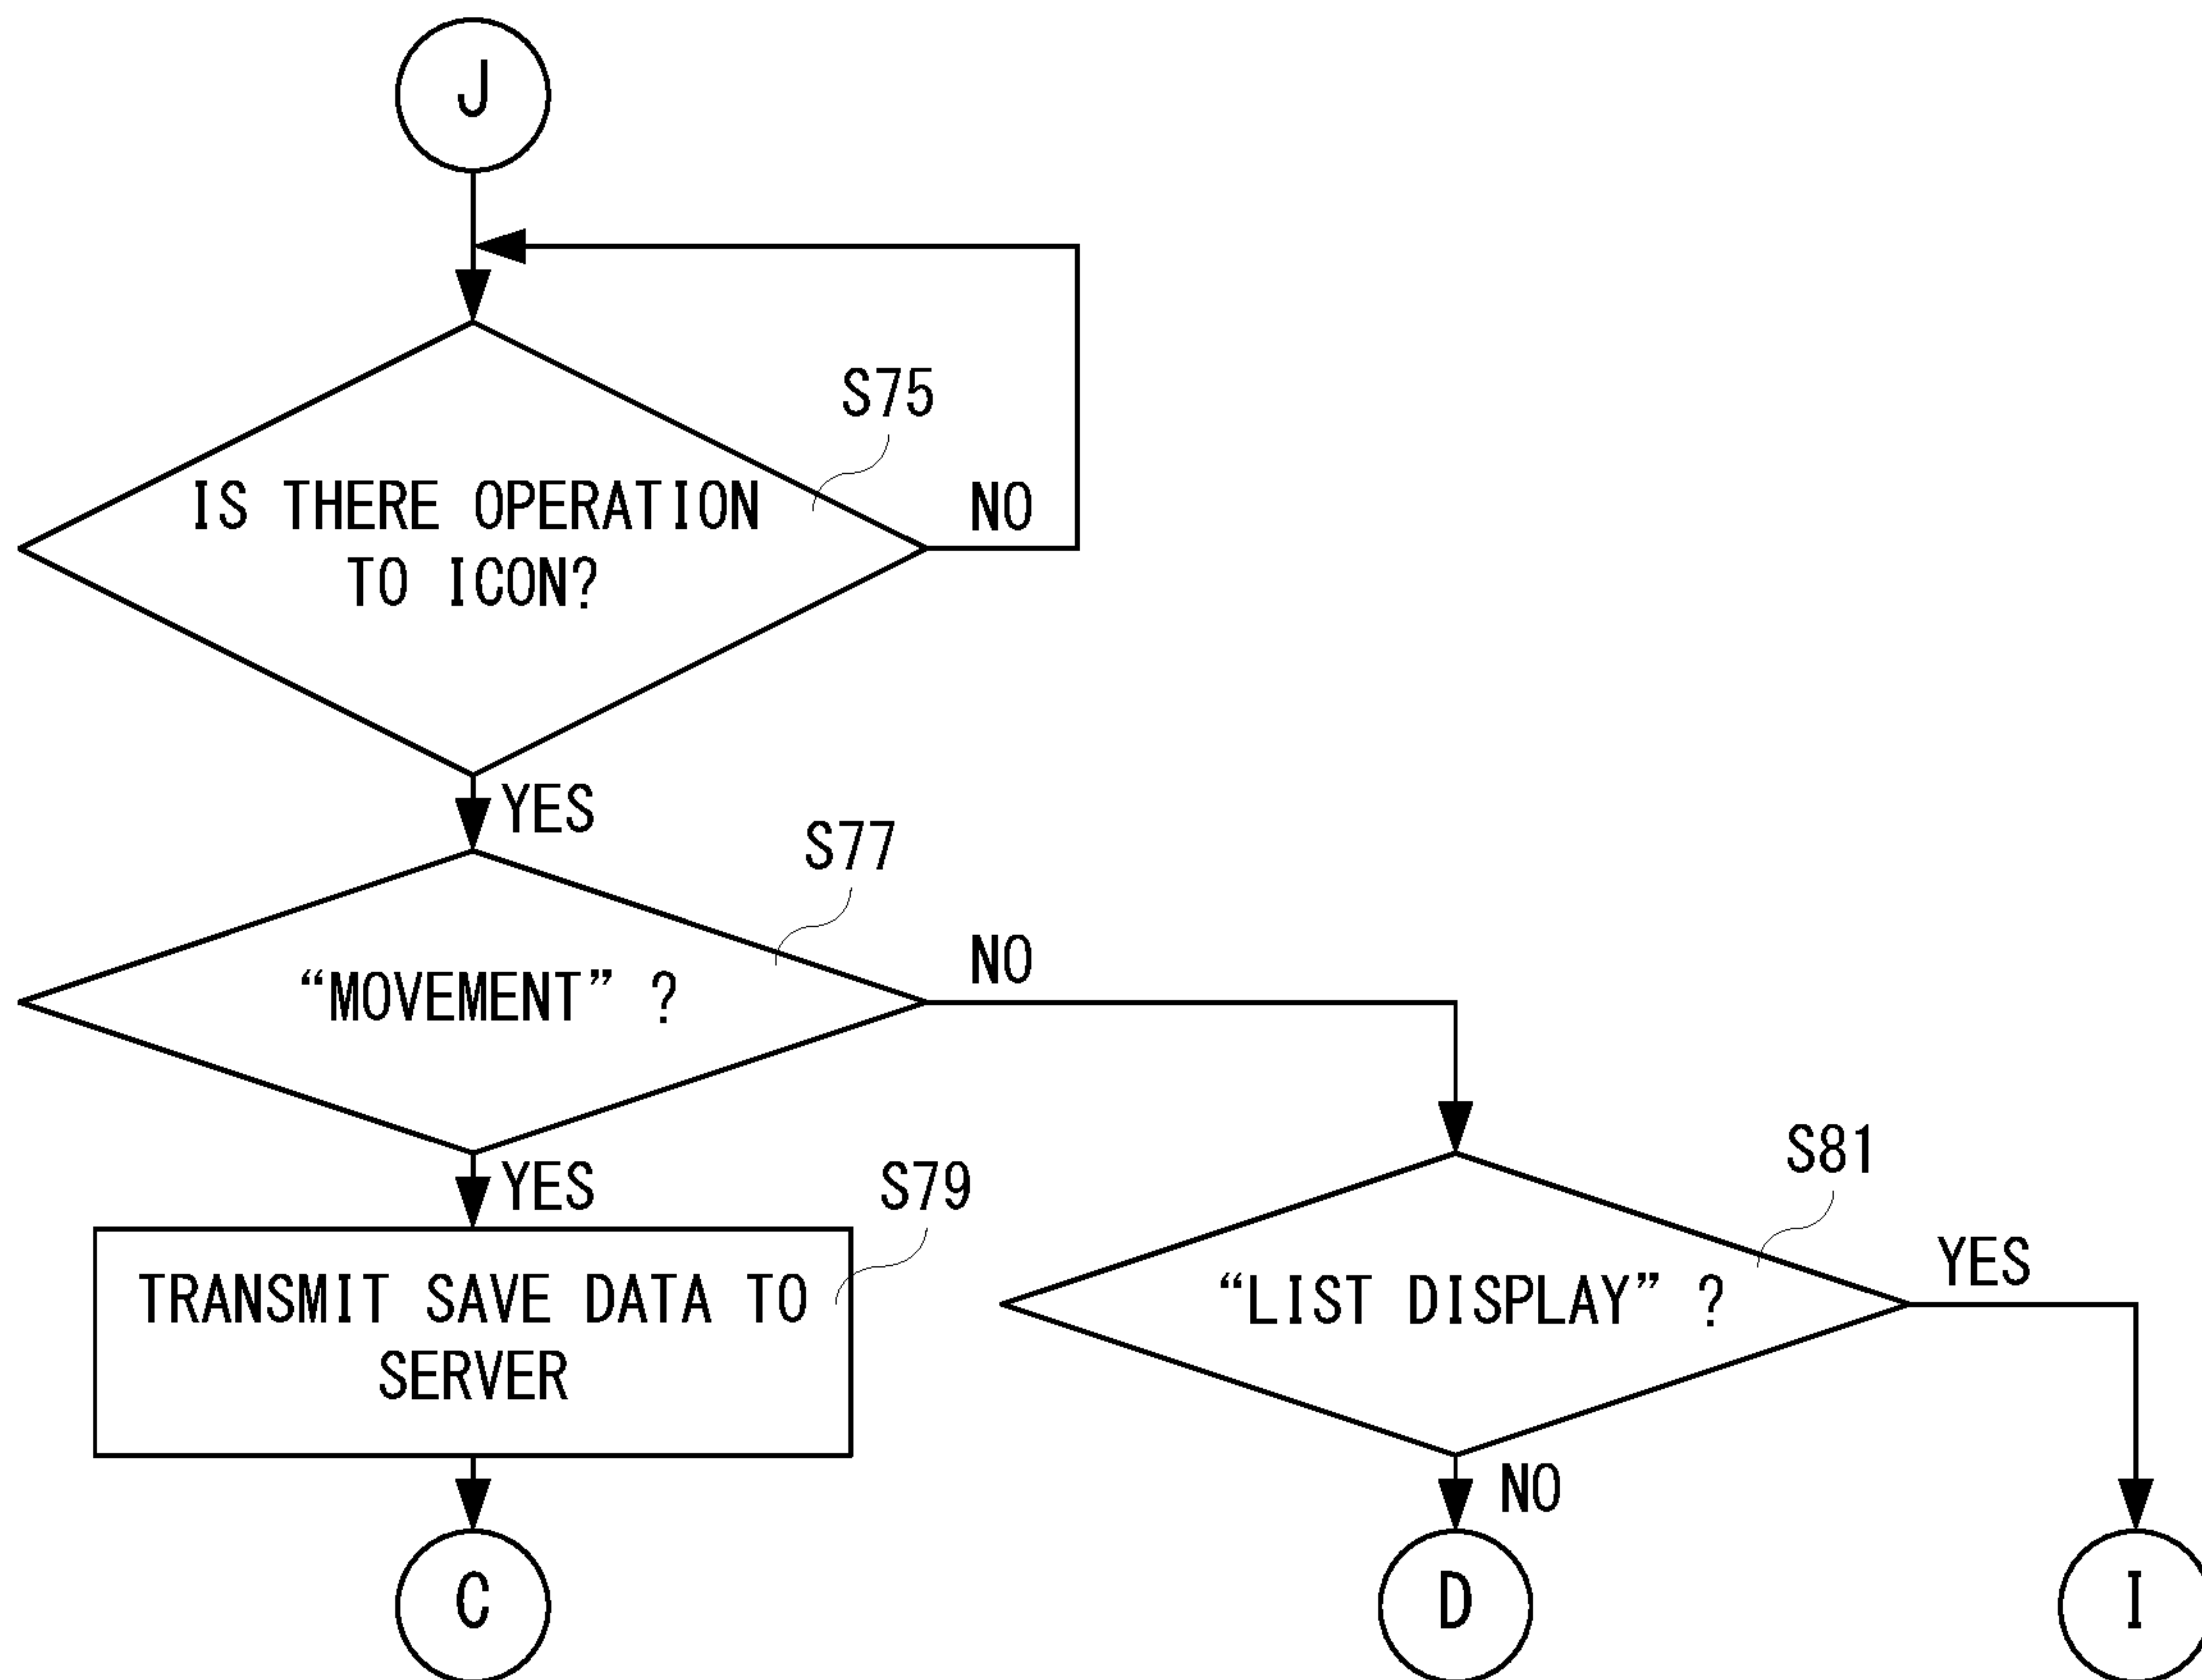 J
S75
IS THERE OPERATION
TO ICON?
NO
YES
S77
“MOVEMENT” ?
NO
YES
S79
TRANSMIT SAVE DATA TO
SERVER
S81
“LIST DISPLAY” ?
YES
NO
C
D
I